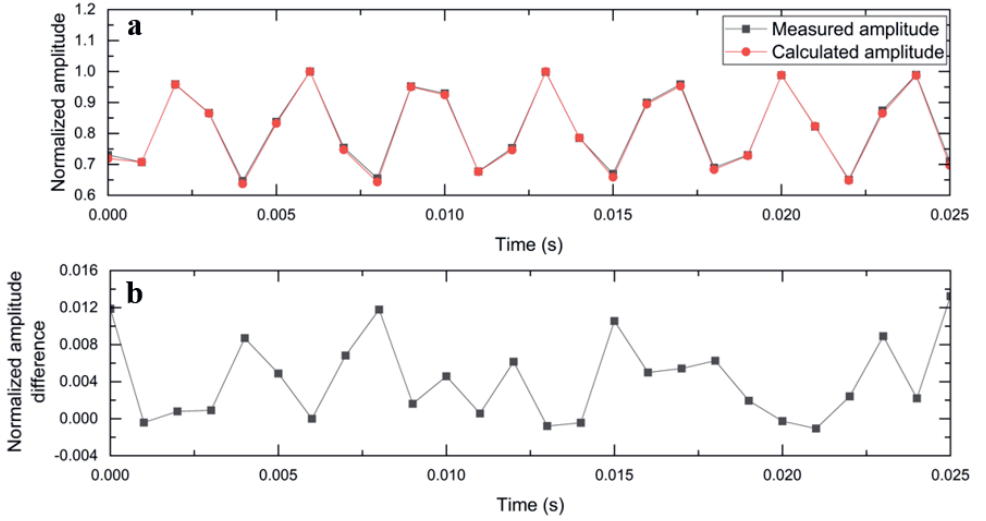 a
Measured amplitude
Calculated amplitude
Normalized amplitude
1.2
1.1
1.0
0.9
0.8
0.7
0.6
0.000
0.005
0.010
0.015
0.020
0.025
Time (s)
b
Normalized amplitude
difference
0.016
0.012
0.008
0.004
0.000
-0.004
0.000
0.005
0.010
0.015
0.020
0.025
Time (s)